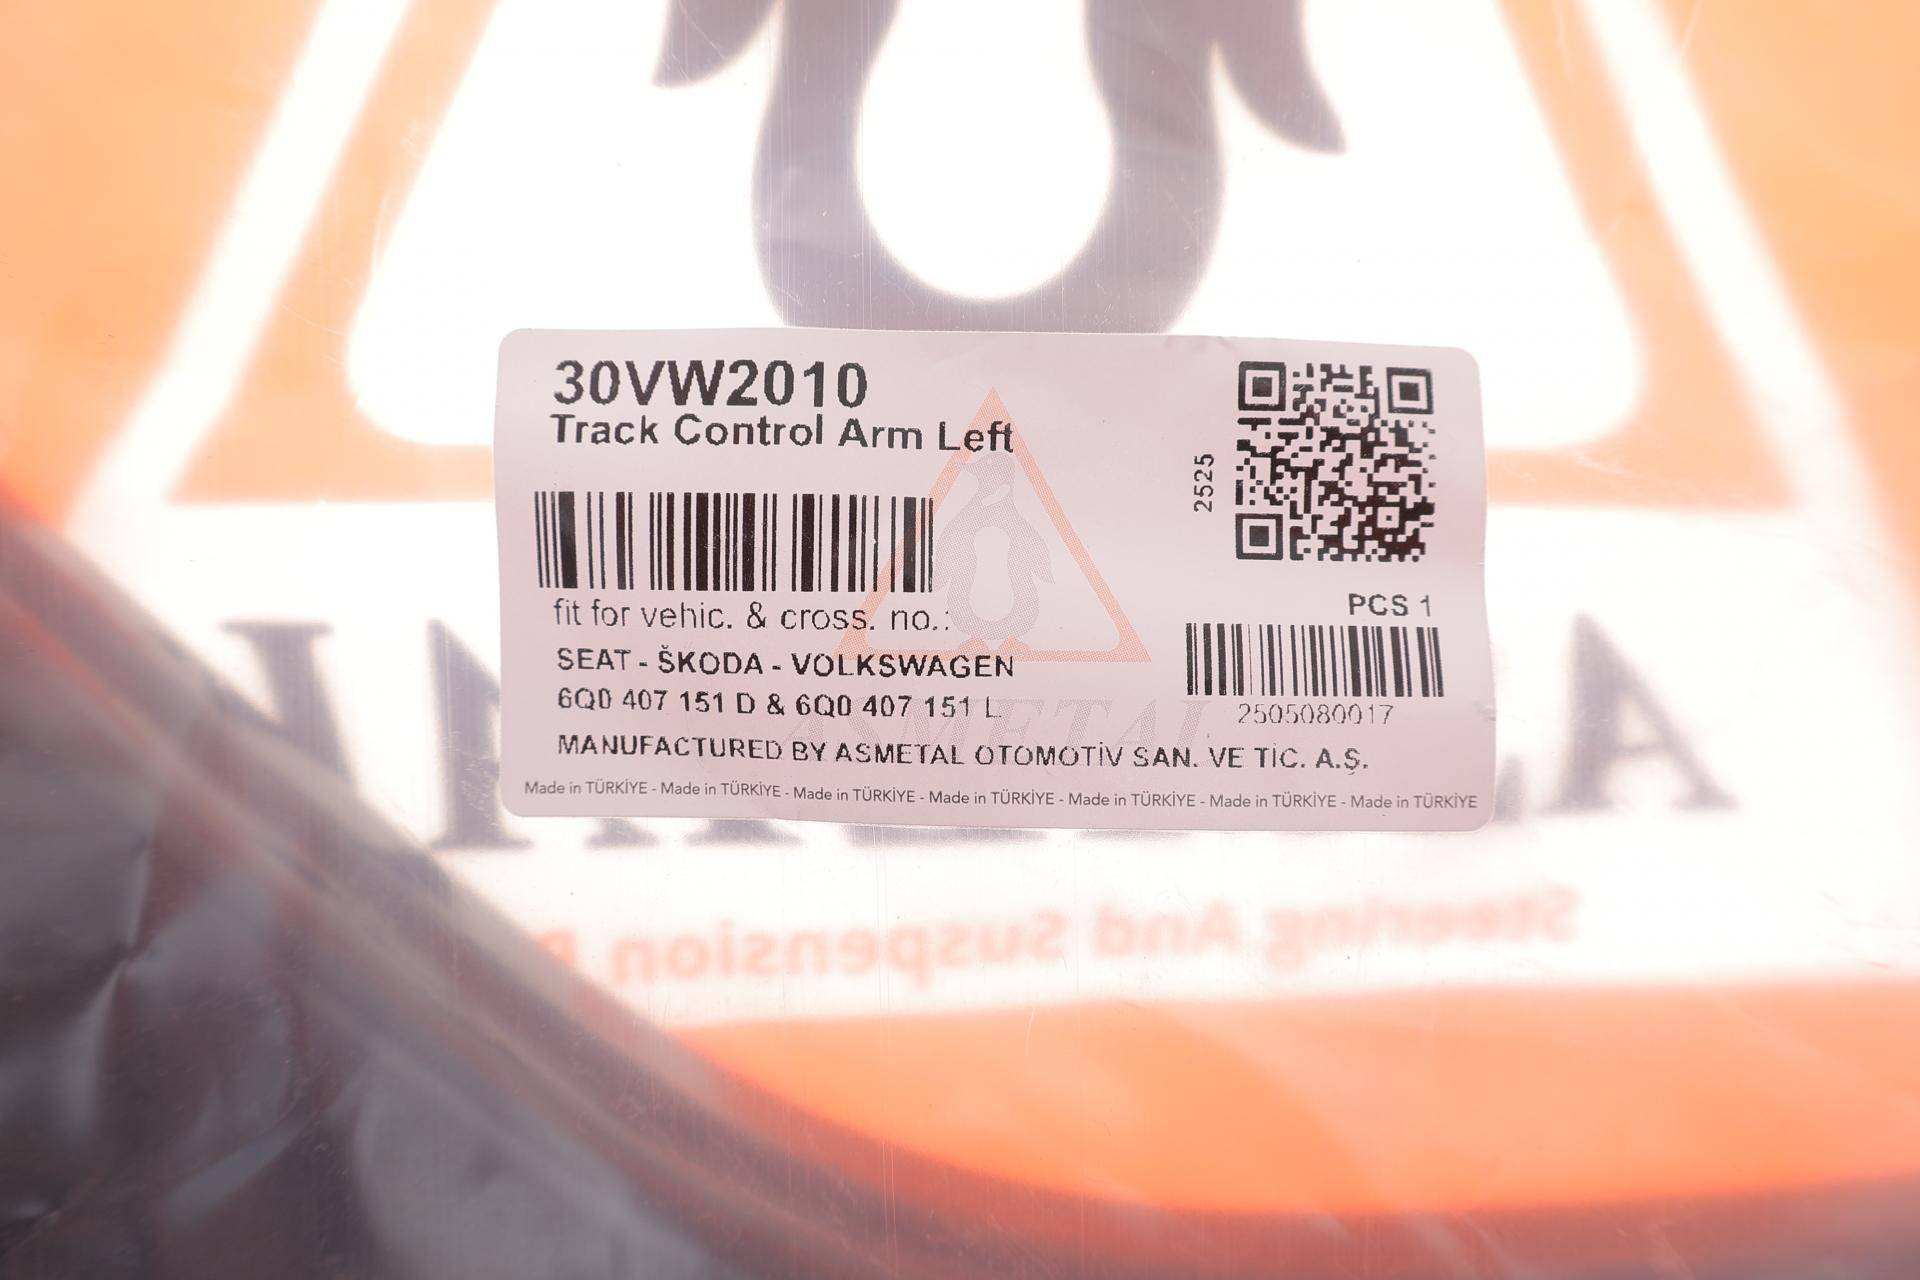 30VW2010
Track Control Arm Left
2525
fit for vehic. & cross. no.:
PCS 1
SEAT - ŠKODA - VOLKSWAGEN
6Q0 407 151 D & 6Q0 407 151 L
2505080017
ASMETAL
MANUFACTURED BY ASMETAL OTOMOTİV SAN. VE TİC. A.Ş.
Made in TÜRKİYE - Made in TÜRKİYE - Made in TÜRKİYE - Made in TÜRKİYE - Made in TÜRKİYE - Made in TÜRKİYE - Made in TÜRKİYE
Steering And Suspension